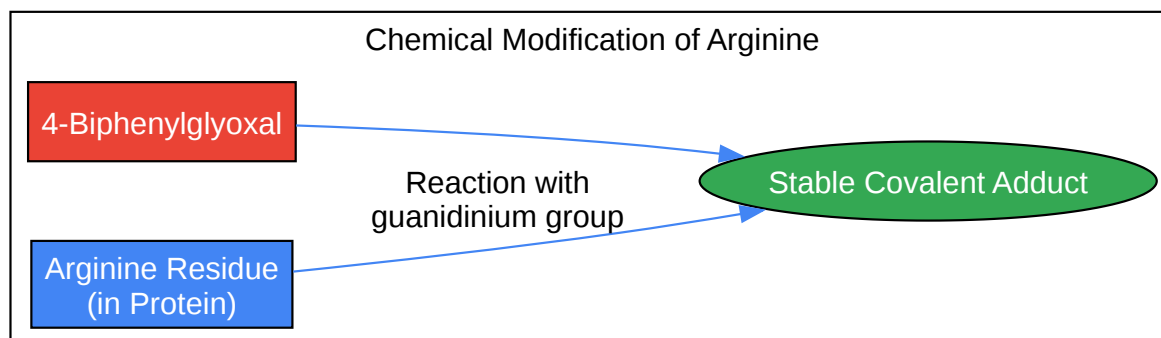 Chemical Modification of Arginine
4-Biphenylglyoxal
Reaction with
guanidinium group
Stable Covalent Adduct
Arginine Residue
(in Protein)